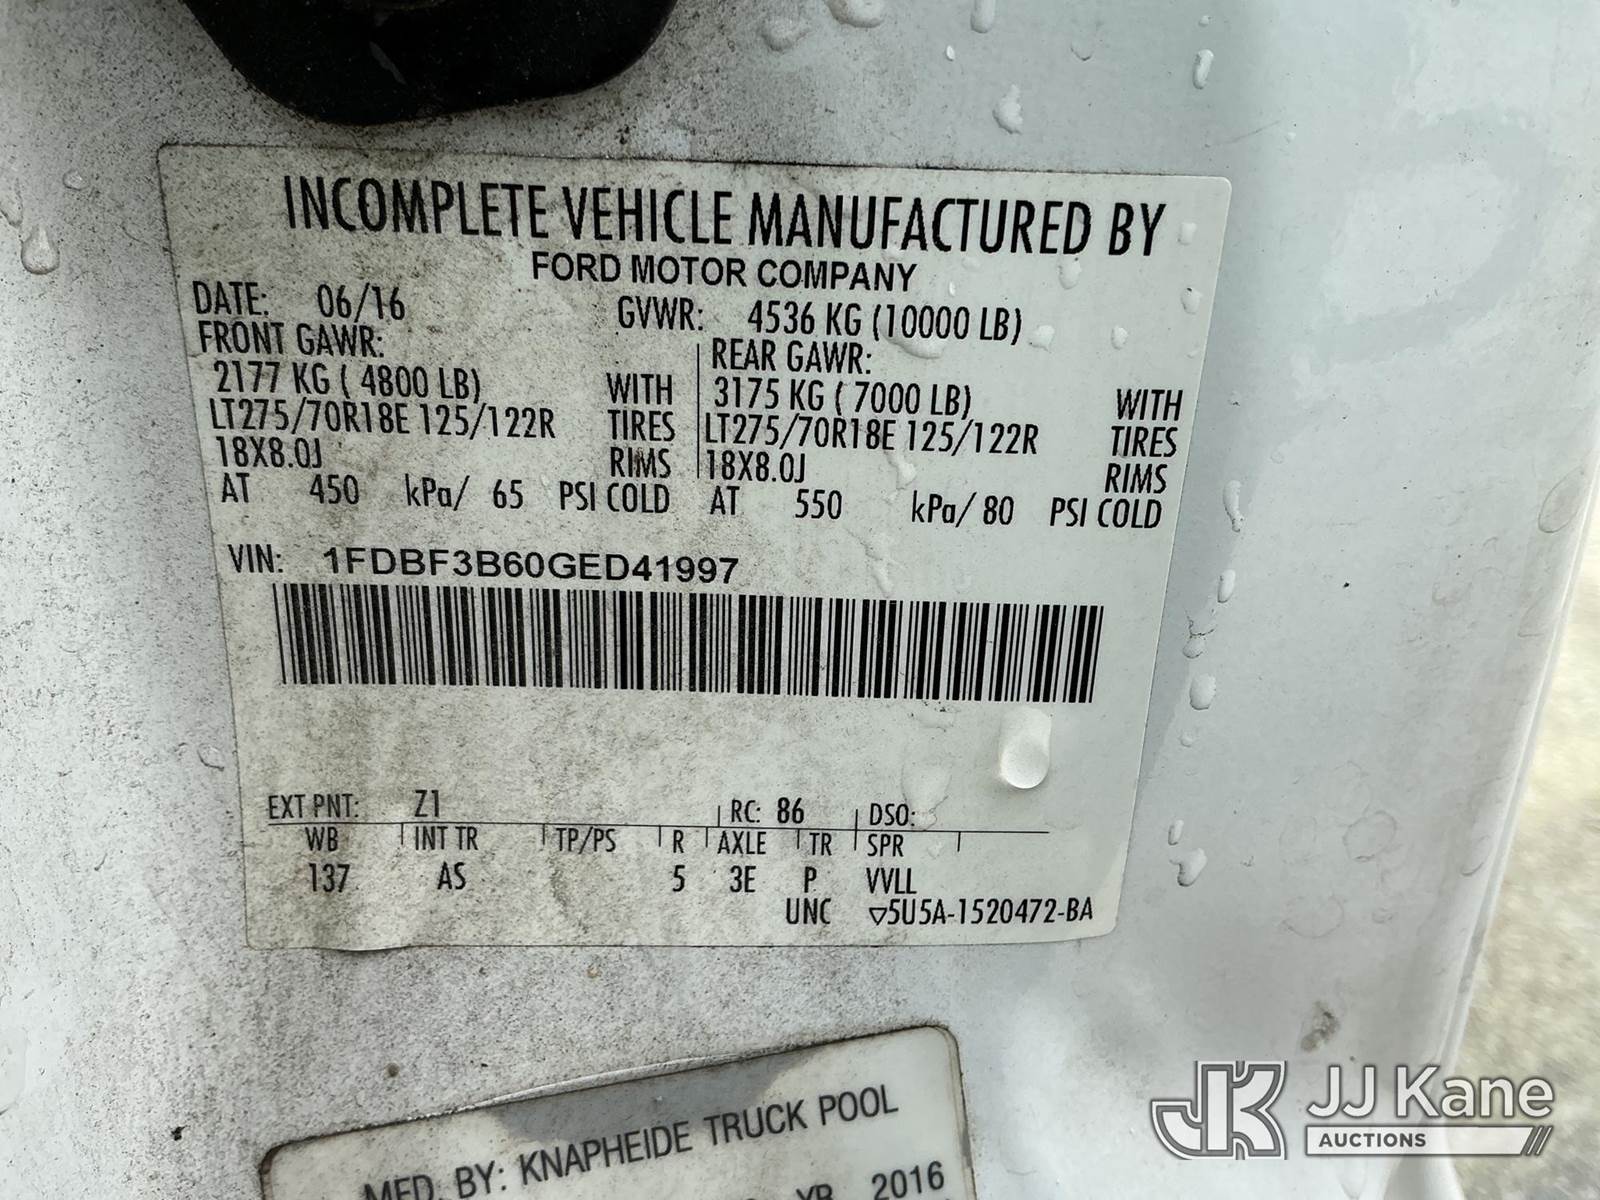 INCOMPLETE VEHICLE MANUFACTURED BY
FORD MOTOR COMPANY
DATE: 06/16 GVWR: 4536 KG (10000 LB)
FRONT GAWR: REAR GAWR:
2177 KG ( 4800 LB) WITH 3175 KG ( 7000 LB) WITH
LT275/70R18E 125/122R TIRES LT275/70R18E 125/122R TIRES
18X8.0J RIMS 18X8.0J RIMS
AT 450 kPa/ 65 PSI COLD AT 550 kPa/ 80 PSI COLD
VIN: 1FDBF3B60GED41997
EXT PNT: Z1 RC: 86 DSO:
WB INT TR TP/PS R AXLE TR SPR
137 AS 5 3E P VVLL
UNC ▽5U5A-1520472-BA
MFD. BY: KNAPHEIDE TRUCK POOL
YR 2016
JK JJ Kane
AUCTIONS